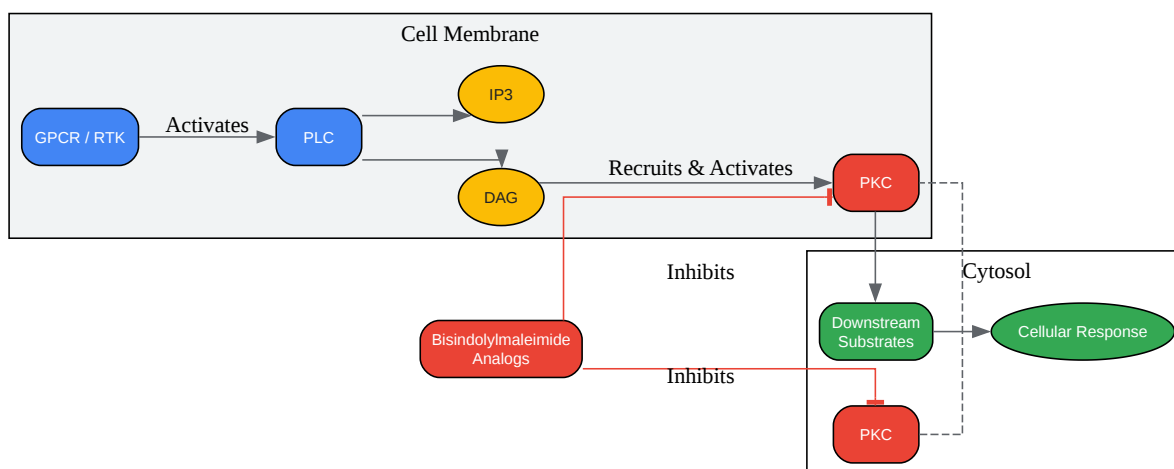 Cell Membrane
IP3
GPCR / RTK
Activates
PLC
Recruits & Activates
DAG
PKC
Inhibits
Cytosol
Downstream
Substrates
Cellular Response
Bisindolylmaleimide
Analogs
Inhibits
PKC